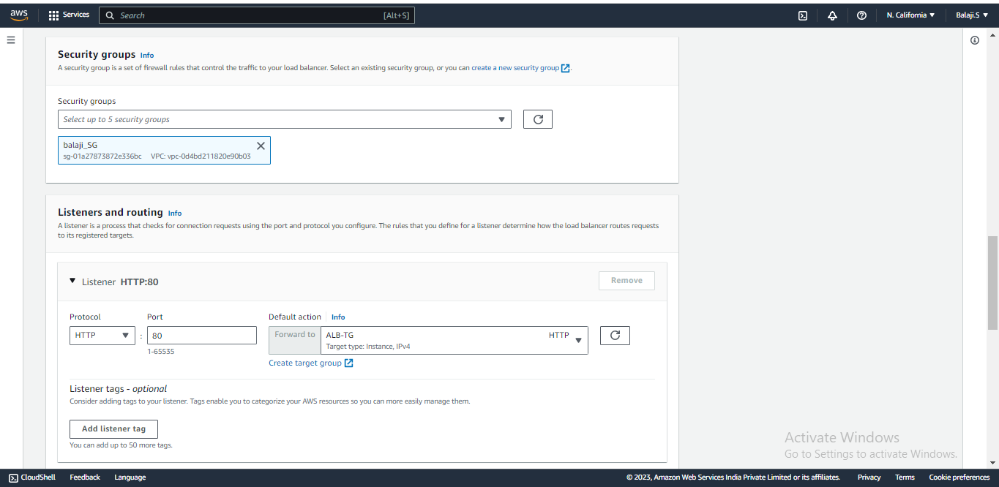 aws
Services
Search
[Alt+S]
N. California
Balaji.S
Security groups Info
A security group is a set of firewall rules that control the traffic to your load balancer. Select an existing security group, or you can create a new security group.
Security groups
Select up to 5 security groups
balaji_SG
sg-01a27873872e336bc VPC: vpc-0d4bd211820e90b03
Listeners and routing Info
A listener is a process that checks for connection requests using the port and protocol you configure. The rules that you define for a listener determine how the load balancer routes requests
to its registered targets.
Listener HTTP:80
Remove
Protocol
Port
Default action Info
HTTP
:
80
1-65535
Forward to
ALB-TG
HTTP
Target type: Instance, IPv4
Create target group
Listener tags - optional
Consider adding tags to your listener. Tags enable you to categorize your AWS resources so you can more easily manage them.
Add listener tag
You can add up to 50 more tags.
Activate Windows
Go to Settings to activate Windows.
CloudShell
Feedback
Language
© 2023, Amazon Web Services India Private Limited or its affiliates.
Privacy
Terms
Cookie preferences